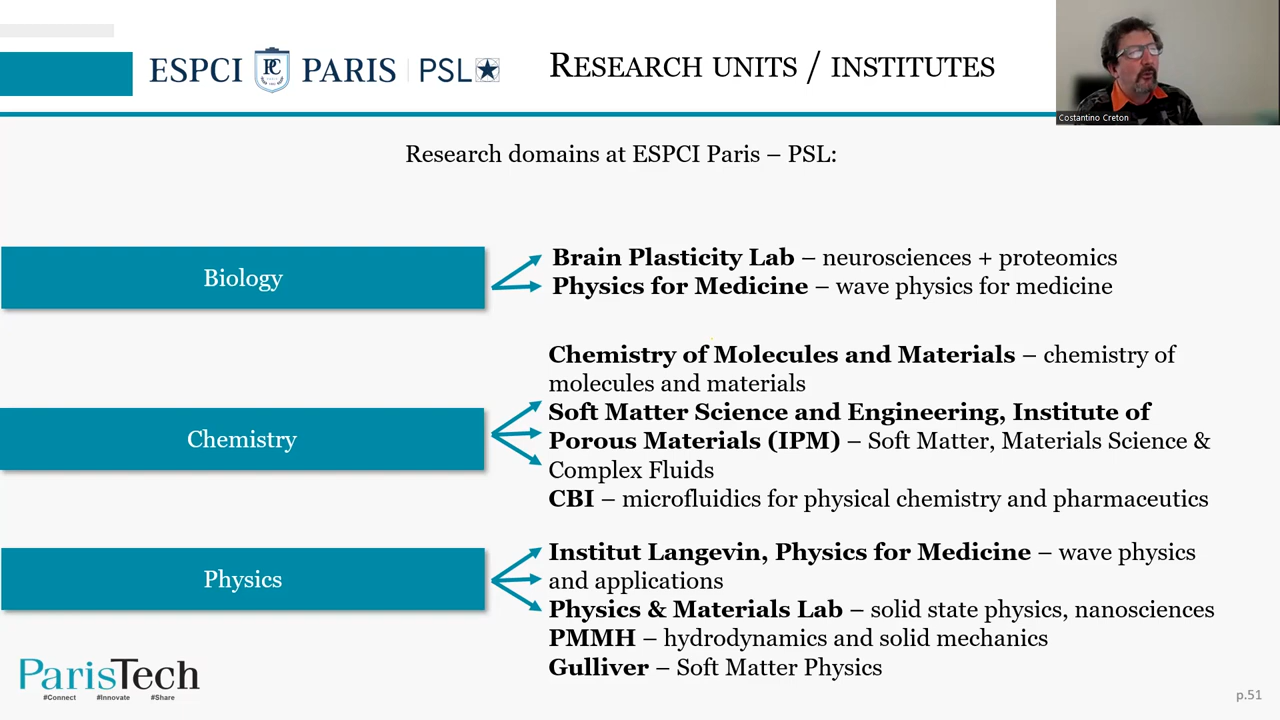 ESPCI PARIS PSL
RESEARCH UNITS / INSTITUTES
Costantino Creton
Research domains at ESPCI Paris – PSL:
Biology
Brain Plasticity Lab – neurosciences + proteomics
Physics for Medicine – wave physics for medicine
Chemistry
Chemistry of Molecules and Materials – chemistry of
molecules and materials
Soft Matter Science and Engineering, Institute of
Porous Materials (IPM) – Soft Matter, Materials Science &
Complex Fluids
CBI – microfluidics for physical chemistry and pharmaceutics
Physics
Institut Langevin, Physics for Medicine – wave physics
and applications
Physics & Materials Lab – solid state physics, nanosciences
PMMH – hydrodynamics and solid mechanics
Gulliver – Soft Matter Physics
ParisTech
#Connect #Innovate #Share
p.51